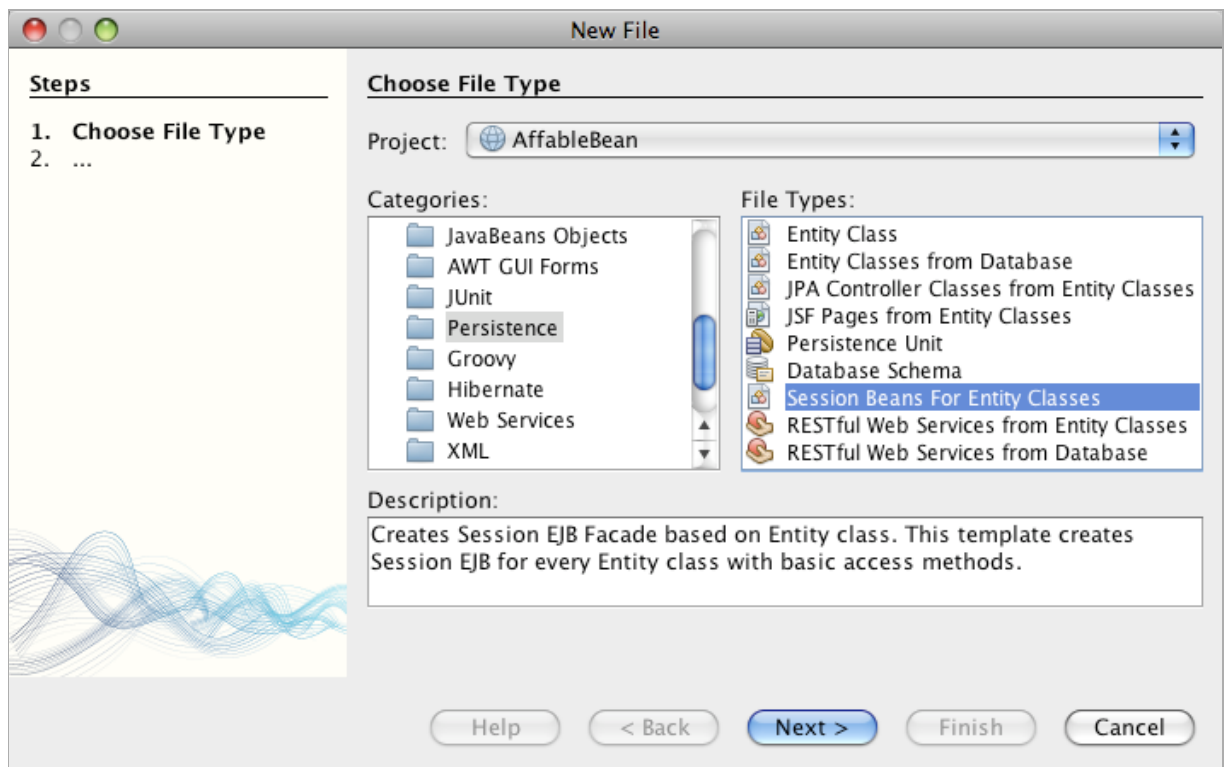 New File
Steps
1. Choose File Type
2. ...
Choose File Type
Project: AffableBean
Categories:
JavaBeans Objects
AWT GUI Forms
JUnit
Persistence
Groovy
Hibernate
Web Services
XML
File Types:
Entity Class
Entity Classes from Database
JPA Controller Classes from Entity Classes
JSF Pages from Entity Classes
Persistence Unit
Database Schema
Session Beans For Entity Classes
RESTful Web Services from Entity Classes
RESTful Web Services from Database
Description:
Creates Session EJB Facade based on Entity class. This template creates
Session EJB for every Entity class with basic access methods.
Help
< Back
Next >
Finish
Cancel